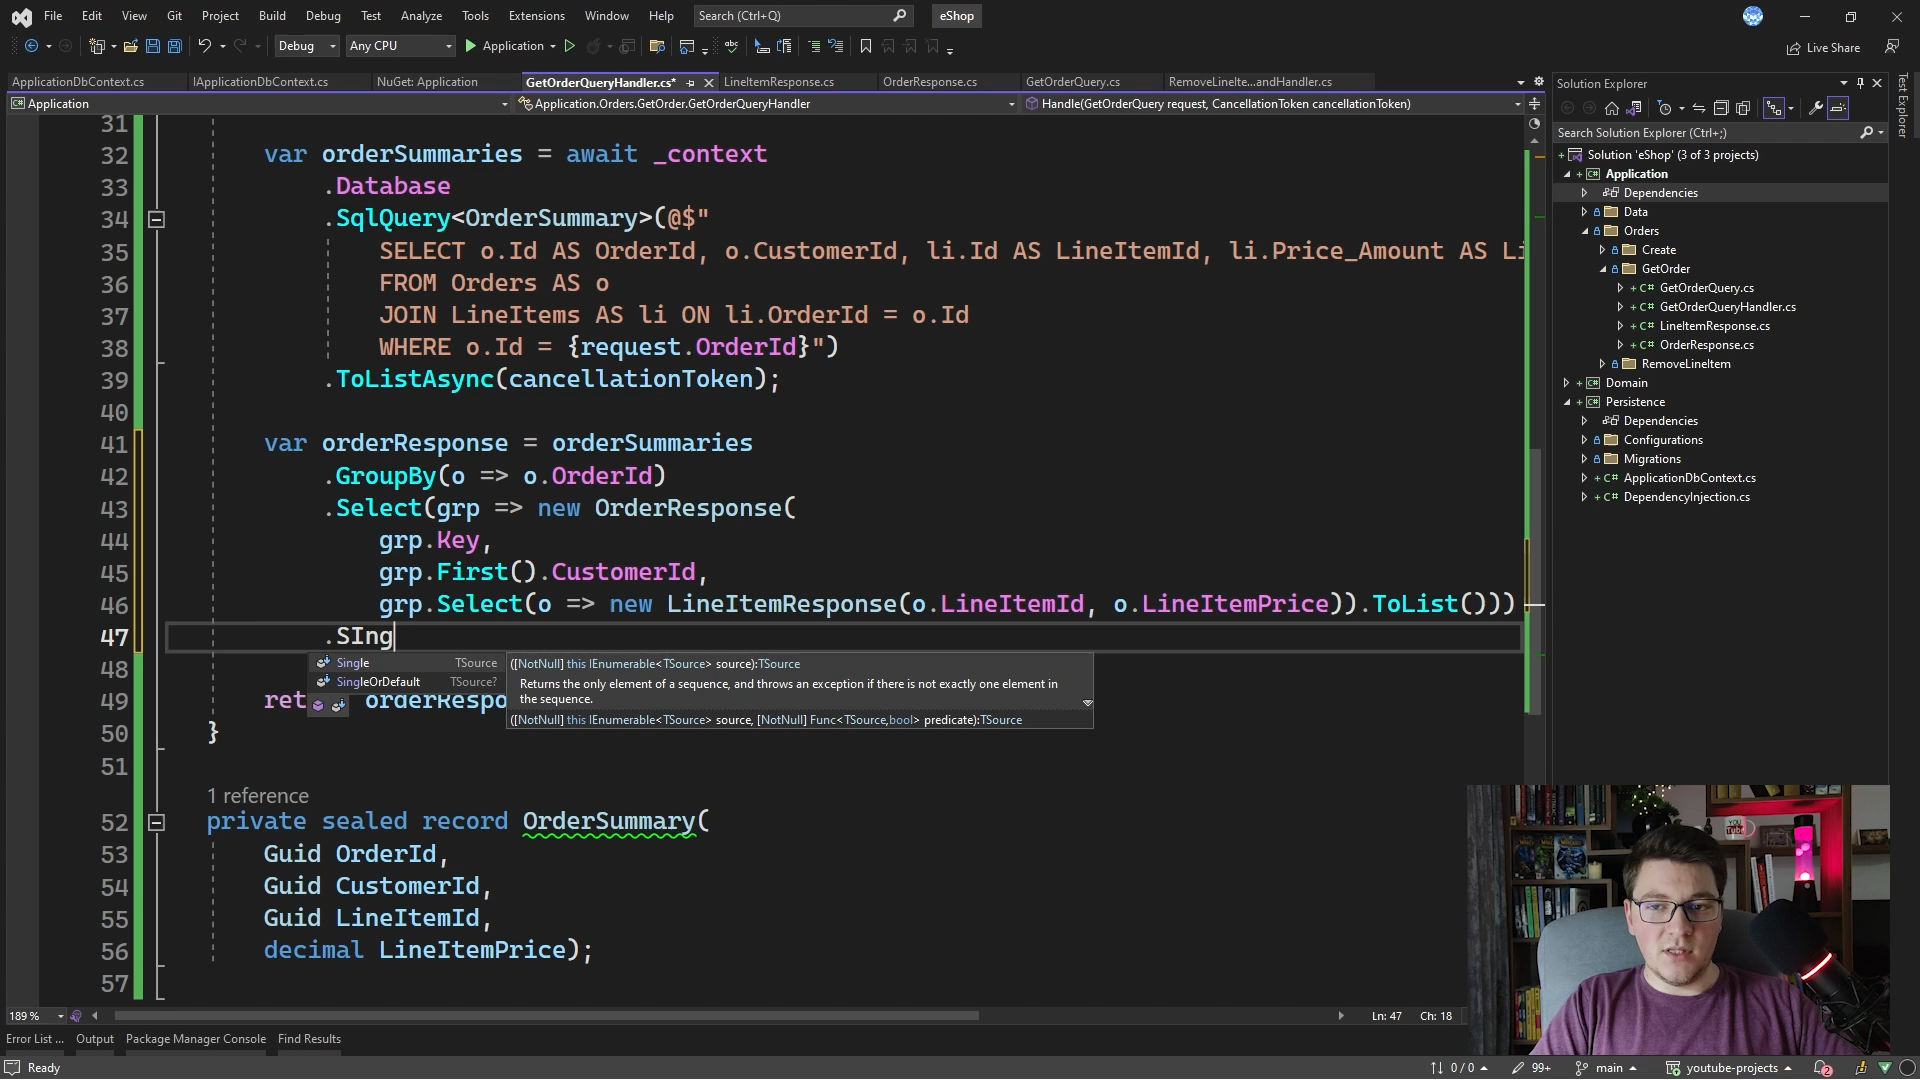 File Edit View Git Project Build Debug Test Analyze Tools Extensions Window Help Search (Ctrl+Q) eShop
Debug Any CPU Application Live Share
ApplicationDbContext.cs IApplicationDbContext.cs NuGet: Application GetOrderQueryHandler.cs* LineItemResponse.cs OrderResponse.cs GetOrderQuery.cs RemoveLineIte...andHandler.cs
Application Application.Orders.GetOrder.GetOrderQueryHandler Handle(GetOrderQuery request, CancellationToken cancellationToken)
31
32 var orderSummaries = await _context
33 .Database
34 .SqlQuery<OrderSummary>(@$"
35 SELECT o.Id AS OrderId, o.CustomerId, li.Id AS LineItemId, li.Price_Amount AS Li
36 FROM Orders AS o
37 JOIN LineItems AS li ON li.OrderId = o.Id
38 WHERE o.Id = {request.OrderId}")
39 .ToListAsync(cancellationToken);
40
41 var orderResponse = orderSummaries
42 .GroupBy(o => o.OrderId)
43 .Select(grp => new OrderResponse(
44 grp.Key,
45 grp.First().CustomerId,
46 grp.Select(o => new LineItemResponse(o.LineItemId, o.LineItemPrice)).ToList()))
47 .SIng
48
Single TSource
SingleOrDefault TSource?
([NotNull] this IEnumerable<TSource> source):TSource
Returns the only element of a sequence, and throws an exception if there is not exactly one element in
the sequence.
([NotNull] this IEnumerable<TSource> source, [NotNull] Func<TSource,bool> predicate):TSource
49 ret orderRespo
50 }
51
1 reference
52 private sealed record OrderSummary(
53 Guid OrderId,
54 Guid CustomerId,
55 Guid LineItemId,
56 decimal LineItemPrice);
57
189 % Ln: 47 Ch: 18
Error List ... Output Package Manager Console Find Results
Ready 0 / 0 99+ main youtube-projects 2
Solution Explorer
Search Solution Explorer (Ctrl+;)
Solution 'eShop' (3 of 3 projects)
Application
Dependencies
Data
Orders
Create
GetOrder
C# GetOrderQuery.cs
C# GetOrderQueryHandler.cs
C# LineItemResponse.cs
C# OrderResponse.cs
RemoveLineItem
Domain
Persistence
Dependencies
Configurations
Migrations
C# ApplicationDbContext.cs
C# DependencyInjection.cs
Test Explorer
YOU
Tube